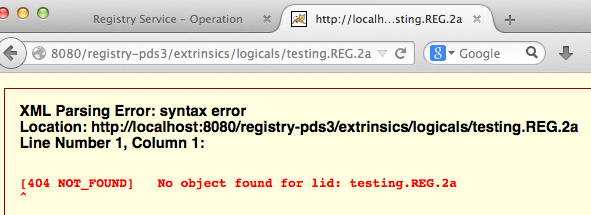 Registry Service - Operation
http://localh...sting.REG.2a
8080/registry-pds3/extrinsics/logicals/testing.REG.2a
Google
XML Parsing Error: syntax error
Location: http://localhost:8080/registry-pds3/extrinsics/logicals/testing.REG.2a
Line Number 1, Column 1:
[404 NOT_FOUND] No object found for lid: testing.REG.2a
^